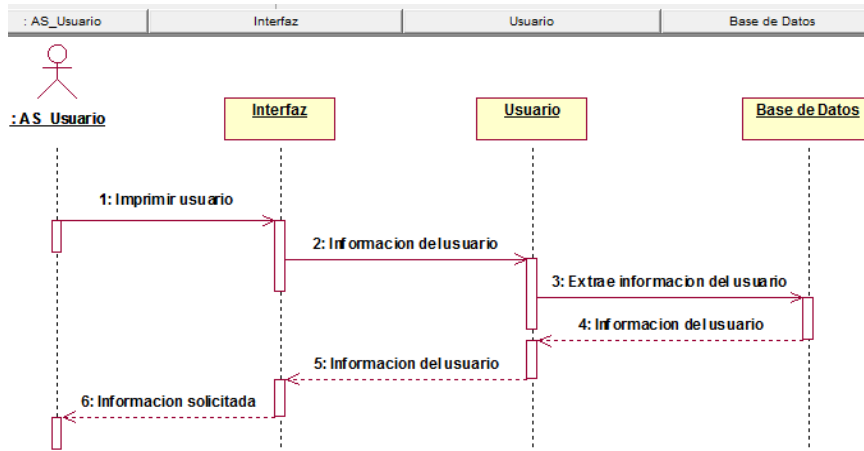 : AS_Usuario
Interfaz
Usuario
Base de Datos
: AS_Usuario
Interfaz
Usuario
Base de Datos
1: Imprimir usuario
2: Informacion del usuario
3: Extrae informacion del usuario
4: Informacion del usuario
5: Informacion del usuario
6: Informacion solicitada